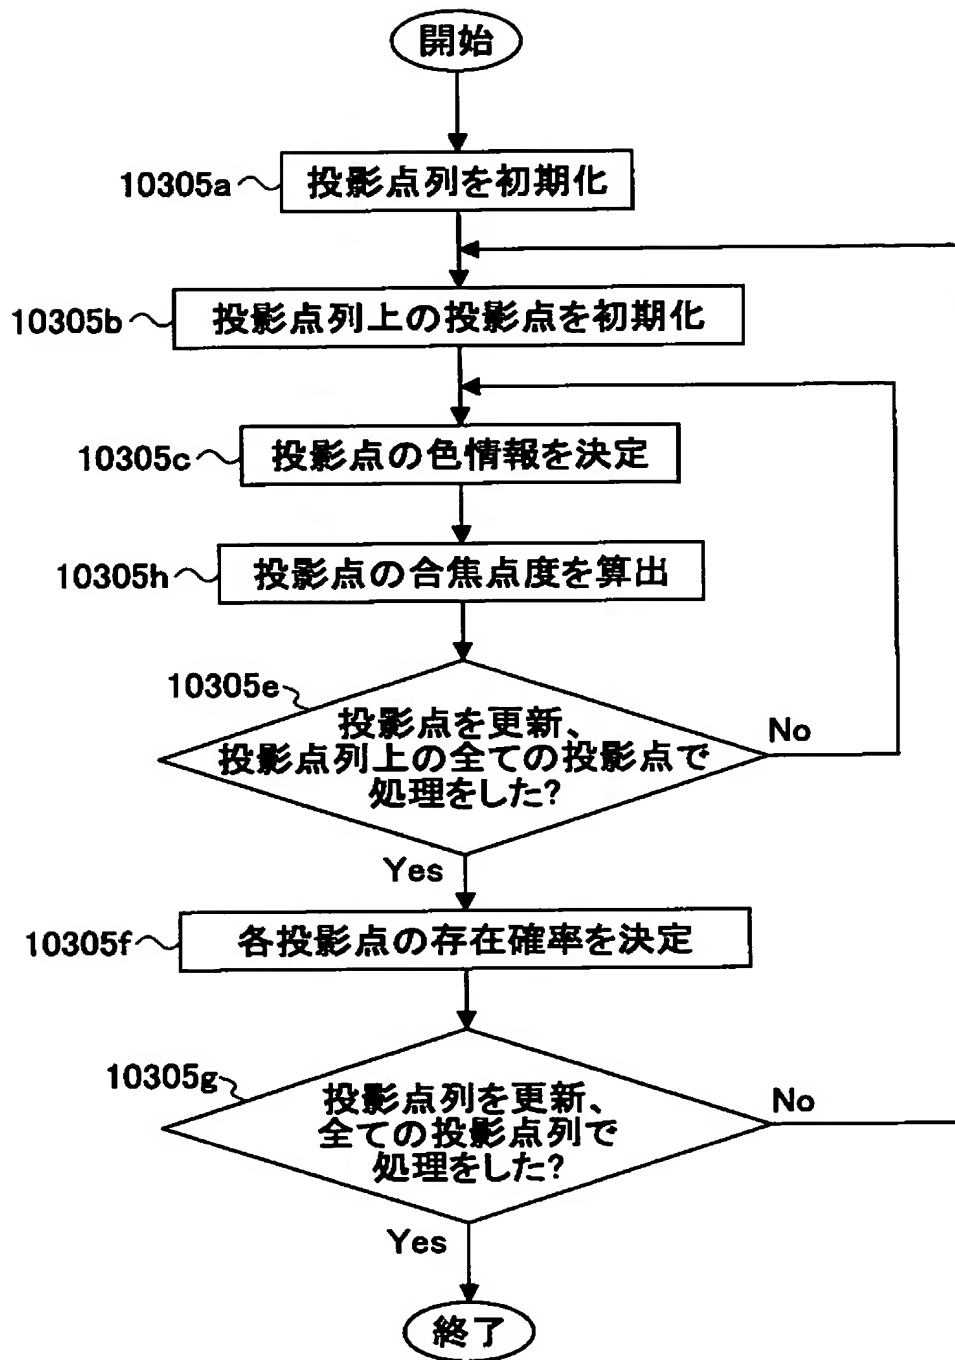 開始
10305a
投影点列を初期化
10305b
投影点列上の投影点を初期化
10305c
投影点の色情報を決定
10305h
投影点の合焦点度を算出
10305e
投影点を更新、
投影点列上の全ての投影点で
処理をした?
No
Yes
10305f
各投影点の存在確率を決定
10305g
投影点列を更新、
全ての投影点列で
処理をした?
No
Yes
終了